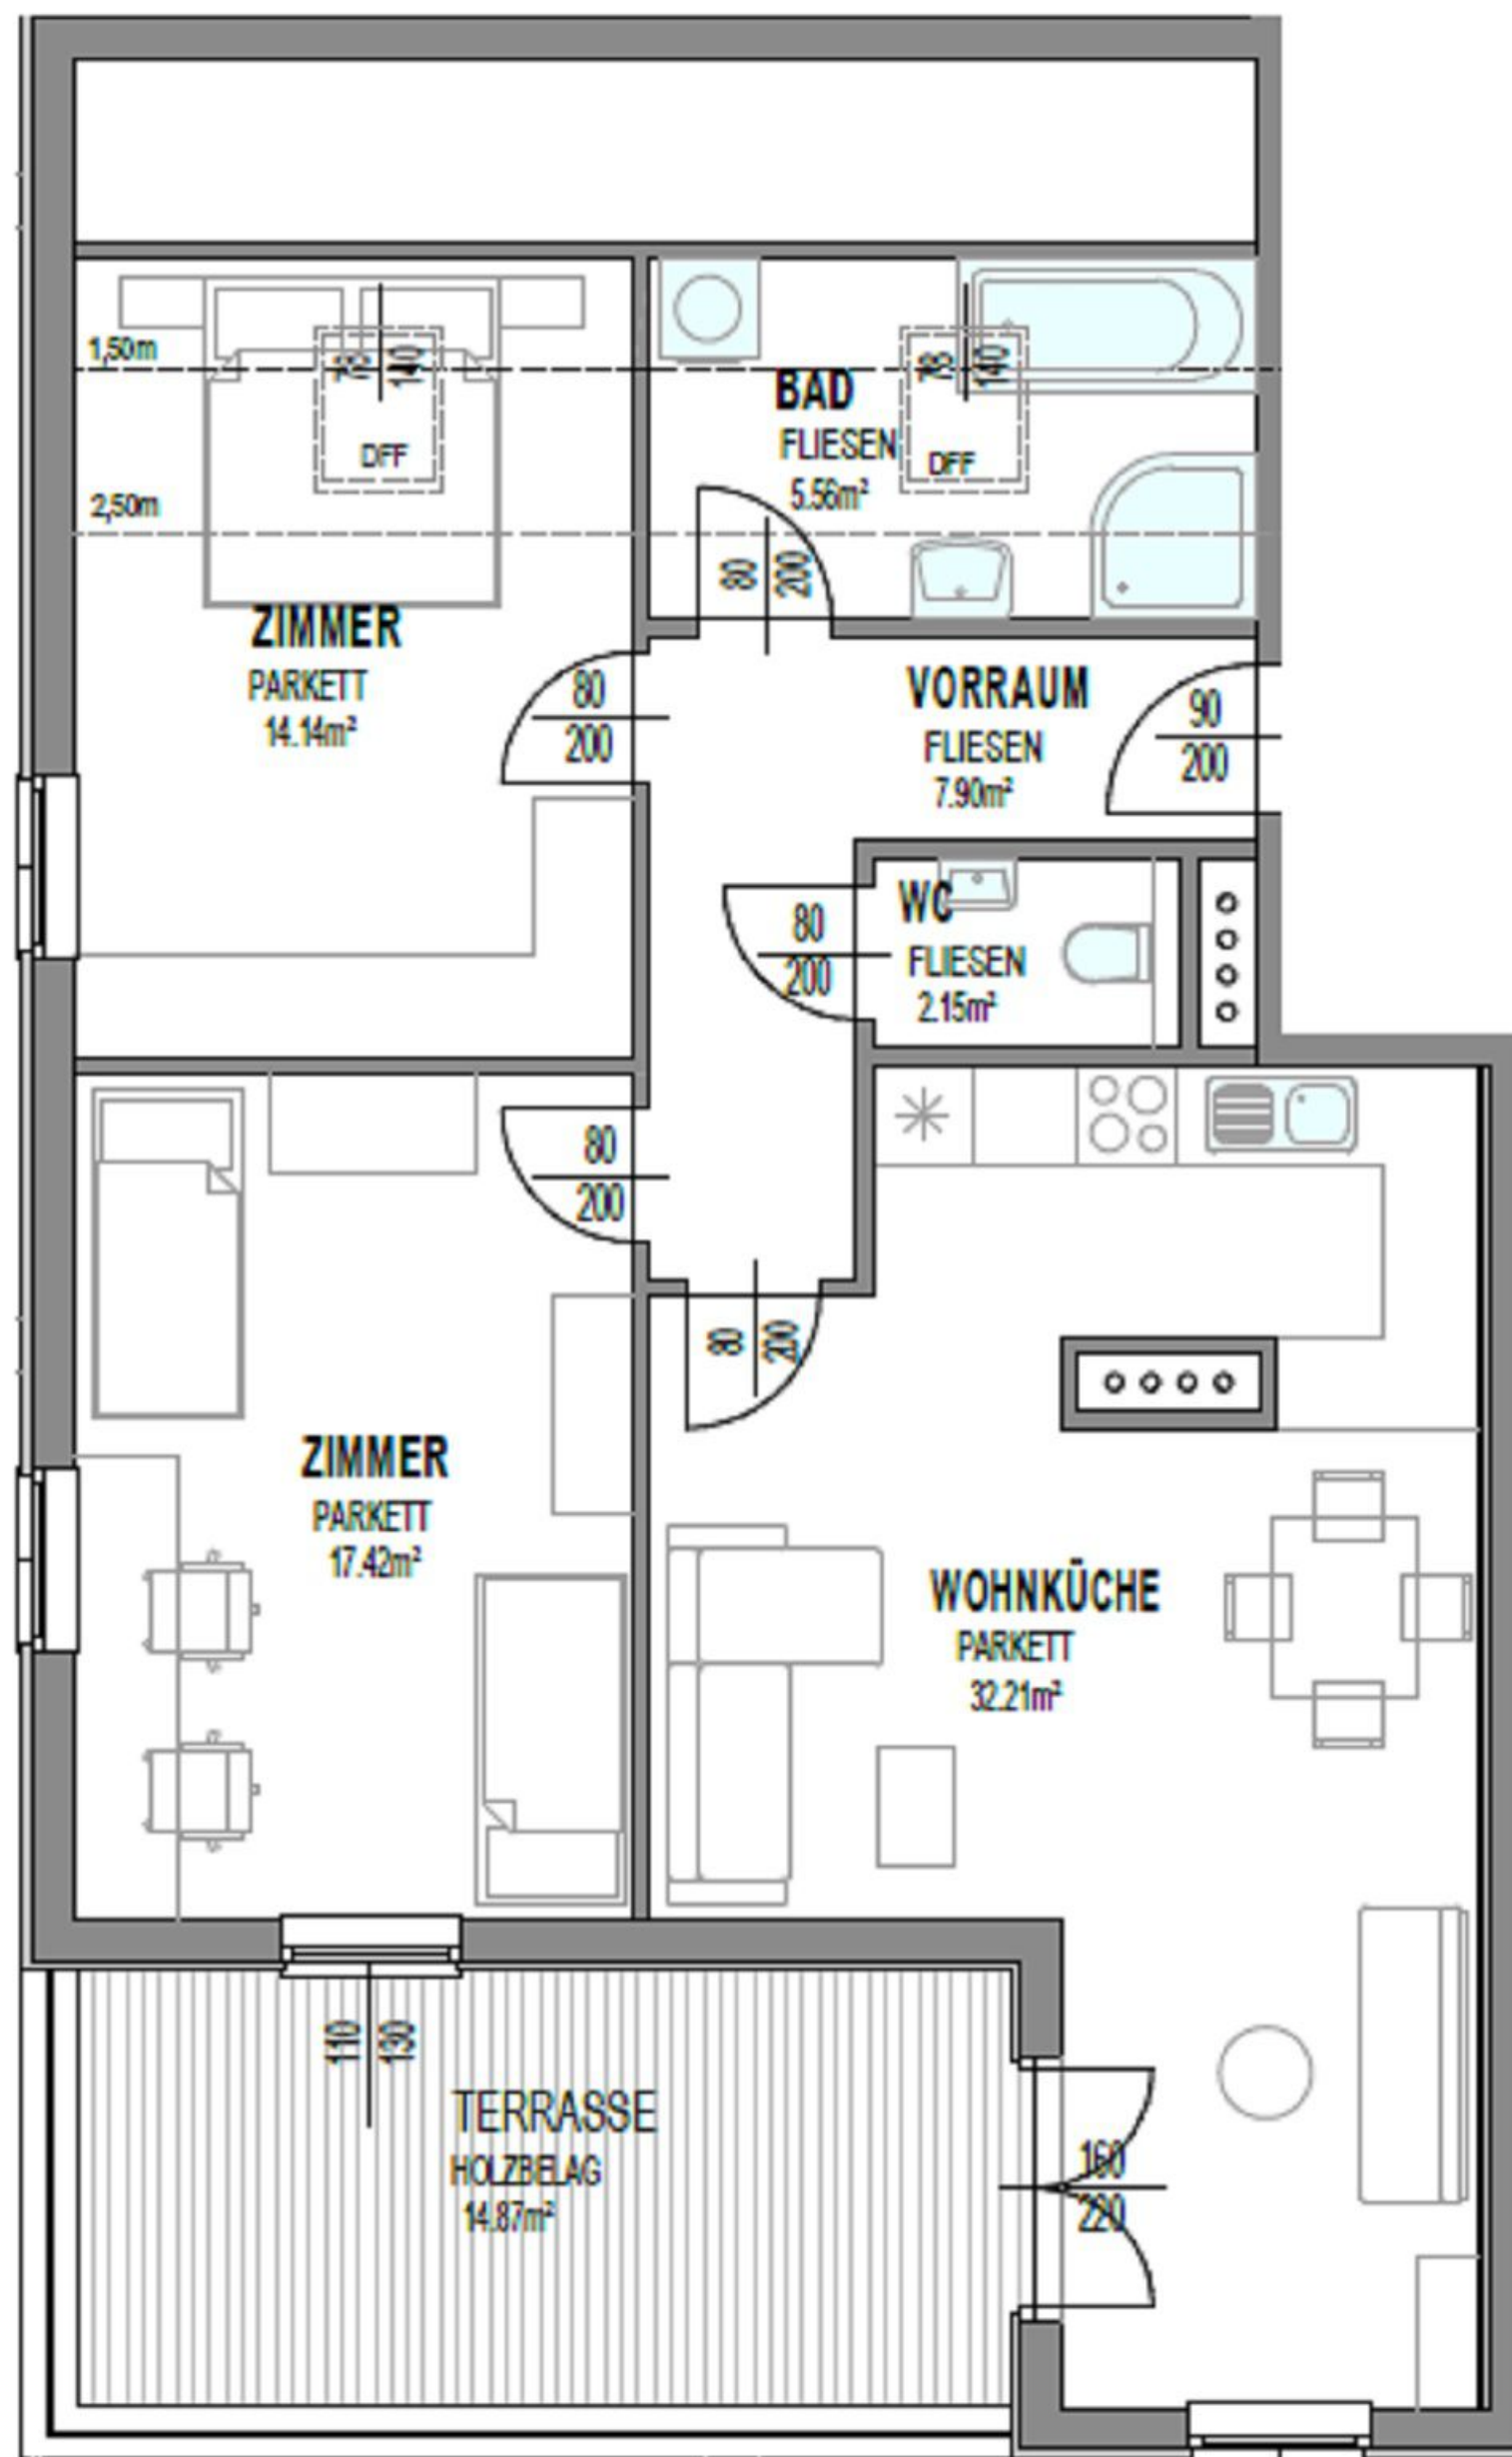 1,50m
78
140
DFF
2,50m
ZIMMER
PARKETT
14.14m²
80
200
BAD
FLIESEN
5.56m²
78
140
DFF
80
200
VORRAUM
FLIESEN
7.90m²
90
200
WC
FLIESEN
2.15m²
80
200
80
200
80
200
ZIMMER
PARKETT
17.42m²
WOHNKÜCHE
PARKETT
32.21m²
110
130
TERRASSE
HOLZBELAG
14.87m²
160
220